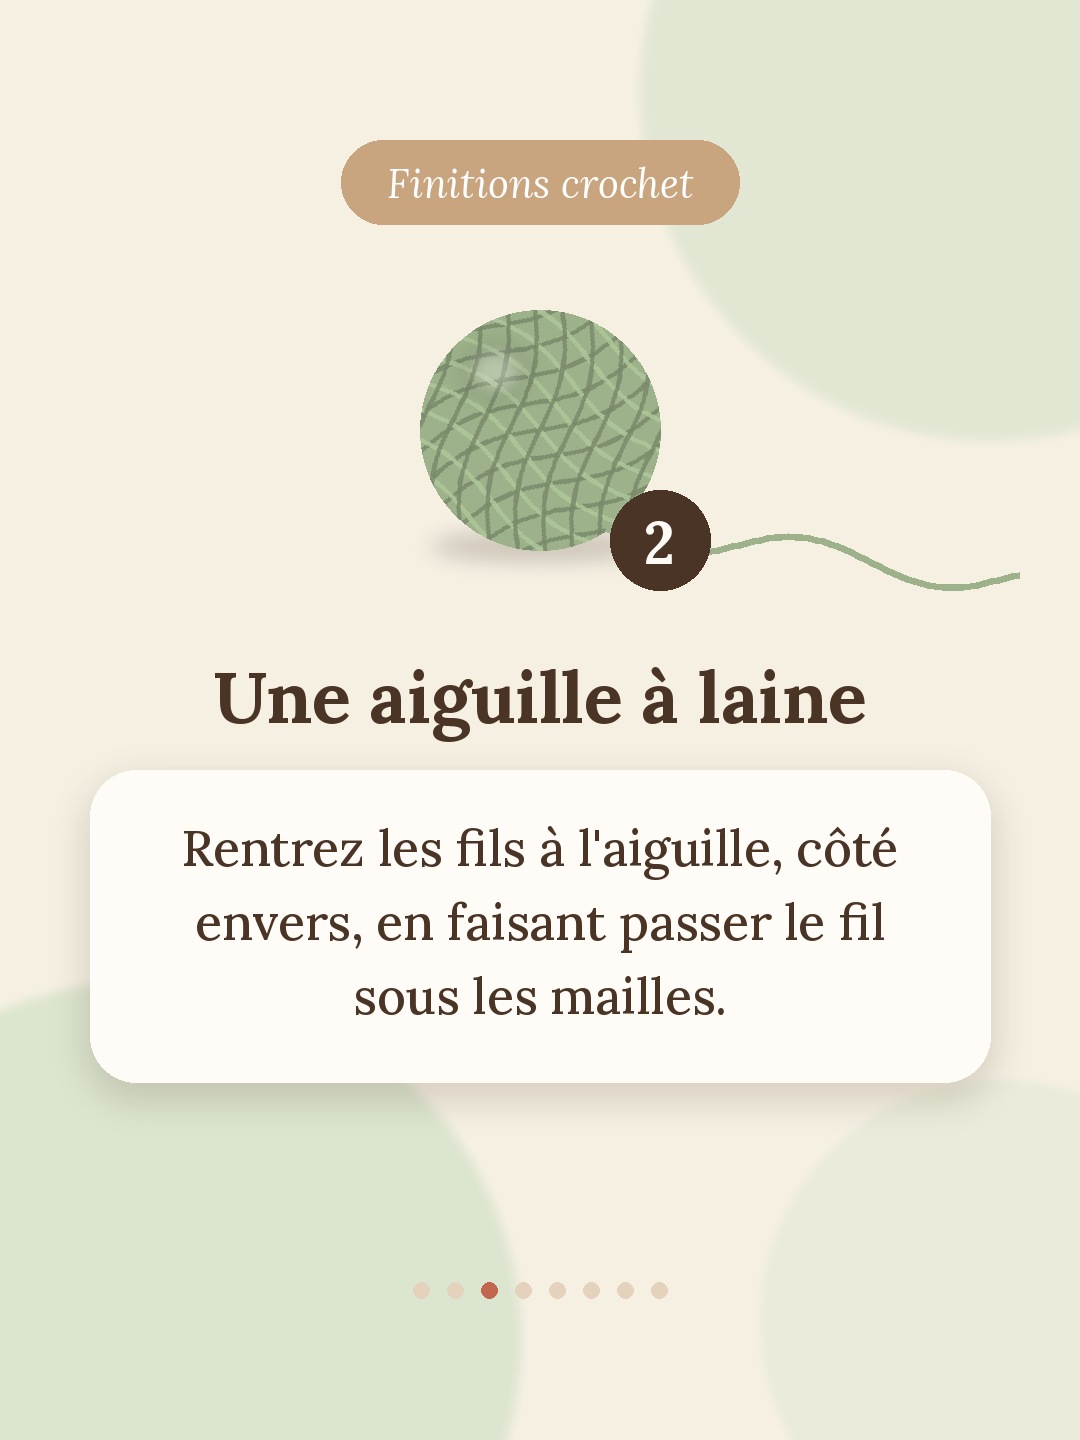 Finitions crochet
2
Une aiguille à laine
Rentrez les fils à l'aiguille, côté
envers, en faisant passer le fil
sous les mailles.